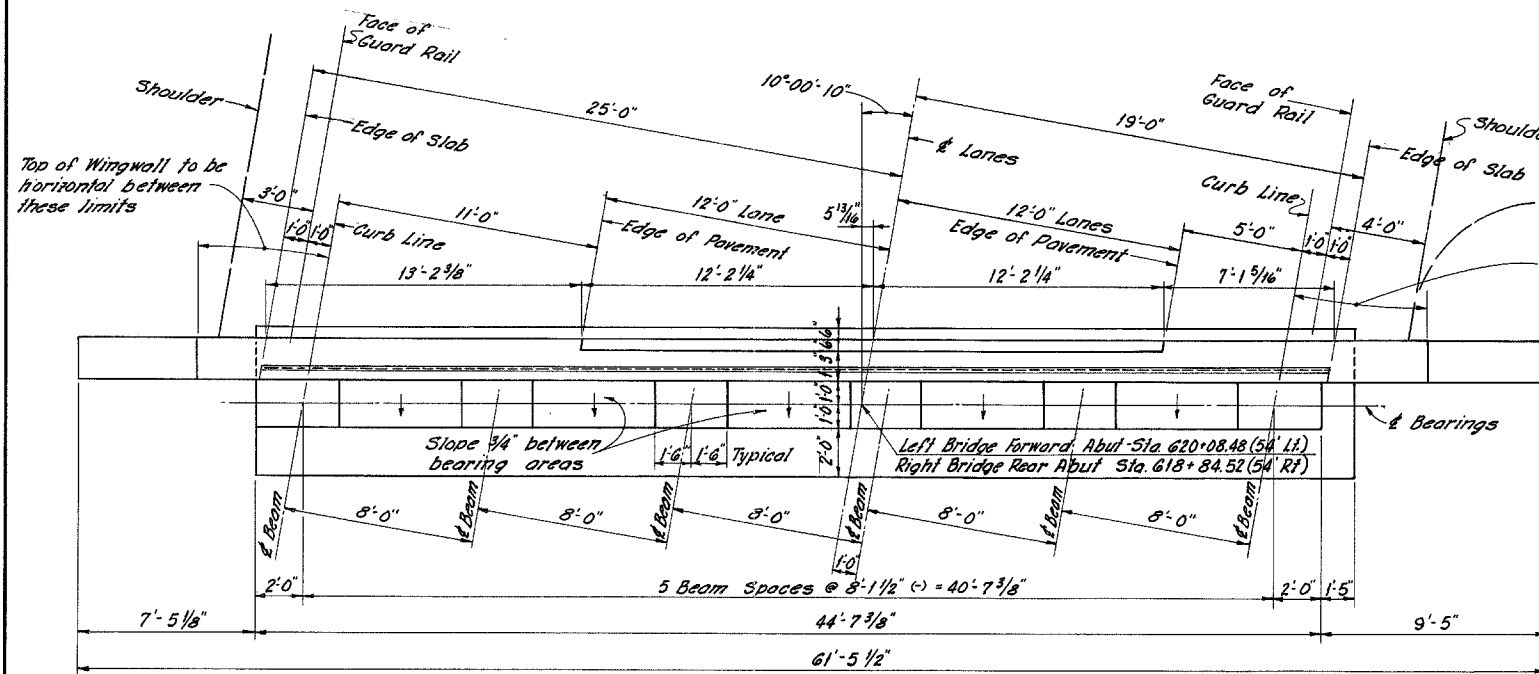 Face of
Guard Rail
Shoulder
25'-0"
10°-00'-10"
Face of
Guard Rail
19'-0"
Edge of Slab
℄ Lanes
Shoulde
Edge of Slab
Top of Wingwall to be
horizontal between
these limits
3'-0"
1'-0" 1'-0"
Curb Line
11'-0"
12'-0" Lane
Edge of Pavement
5 13/16"
12'-0" Lanes
Edge of Pavement
Curb Line
5'-0"
1'-0" 1'-0"
4'-0"
13'-2 3/8"
12'-2 1/4"
12'-2 1/4"
7'-1 5/16"
1'-0" 1'-0"
2'-0"
℄ Bearings
Slope 3/4" between
bearing areas
1'-6" 1'-6" Typical
Left Bridge Forward Abut-Sta. 620+08.48 (54' Lt.)
Right Bridge Rear Abut Sta. 618+84.52 (54' Rt)
℄ Beam
8'-0"
℄ Beam
8'-0"
℄ Beam
8'-0"
℄ Beam
8'-0"
℄ Beam
8'-0"
℄ Beam
1'-0"
2'-0"
5 Beam Spaces @ 8'-1 1/2" (-) = 40'-7 3/8"
2'-0"
1'-5"
7'-5 1/8"
44'-7 3/8"
9'-5"
61'-5 1/2"